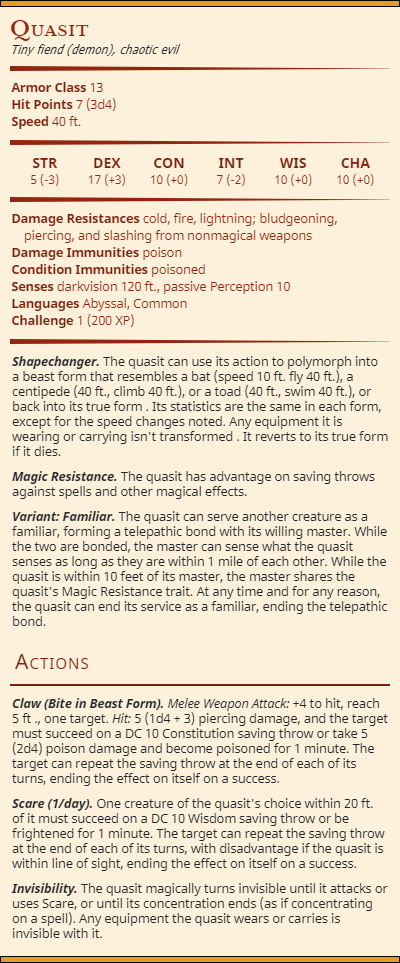 Quasit
Tiny fiend (demon), chaotic evil
Armor Class 13
Hit Points 7 (3d4)
Speed 40 ft.
STR DEX CON INT WIS CHA
5 (-3) 17 (+3) 10 (+0) 7 (-2) 10 (+0) 10 (+0)
Damage Resistances cold, fire, lightning; bludgeoning,
piercing, and slashing from nonmagical weapons
Damage Immunities poison
Condition Immunities poisoned
Senses darkvision 120 ft., passive Perception 10
Languages Abyssal, Common
Challenge 1 (200 XP)
Shapechanger. The quasit can use its action to polymorph into
a beast form that resembles a bat (speed 10 ft. fly 40 ft.), a
centipede (40 ft., climb 40 ft.), or a toad (40 ft., swim 40 ft.), or
back into its true form . Its statistics are the same in each form,
except for the speed changes noted. Any equipment it is
wearing or carrying isn't transformed . It reverts to its true form
if it dies.
Magic Resistance. The quasit has advantage on saving throws
against spells and other magical effects.
Variant: Familiar. The quasit can serve another creature as a
familiar, forming a telepathic bond with its willing master. While
the two are bonded, the master can sense what the quasit
senses as long as they are within 1 mile of each other. While the
quasit is within 10 feet of its master, the master shares the
quasit's Magic Resistance trait. At any time and for any reason,
the quasit can end its service as a familiar, ending the telepathic
bond.
Actions
Claw (Bite in Beast Form). Melee Weapon Attack: +4 to hit, reach
5 ft ., one target. Hit: 5 (1d4 + 3) piercing damage, and the target
must succeed on a DC 10 Constitution saving throw or take 5
(2d4) poison damage and become poisoned for 1 minute. The
target can repeat the saving throw at the end of each of its
turns, ending the effect on itself on a success.
Scare (1/day). One creature of the quasit's choice within 20 ft.
of it must succeed on a DC 10 Wisdom saving throw or be
frightened for 1 minute. The target can repeat the saving throw
at the end of each of its turns, with disadvantage if the quasit is
within line of sight, ending the effect on itself on a success.
Invisibility. The quasit magically turns invisible until it attacks or
uses Scare, or until its concentration ends (as if concentrating
on a spell). Any equipment the quasit wears or carries is
invisible with it.